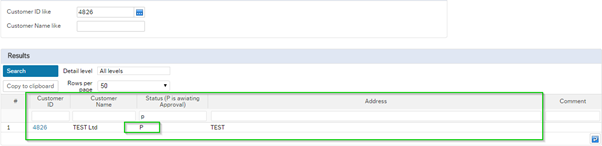 Customer ID like 4826
Customer Name like
Results
Search Detail level All levels
Copy to clipboard Rows per page 50
# Customer ID Customer Name Status (P is awiating Approval) Address Comment
p
1 4826 TEST Ltd P TEST